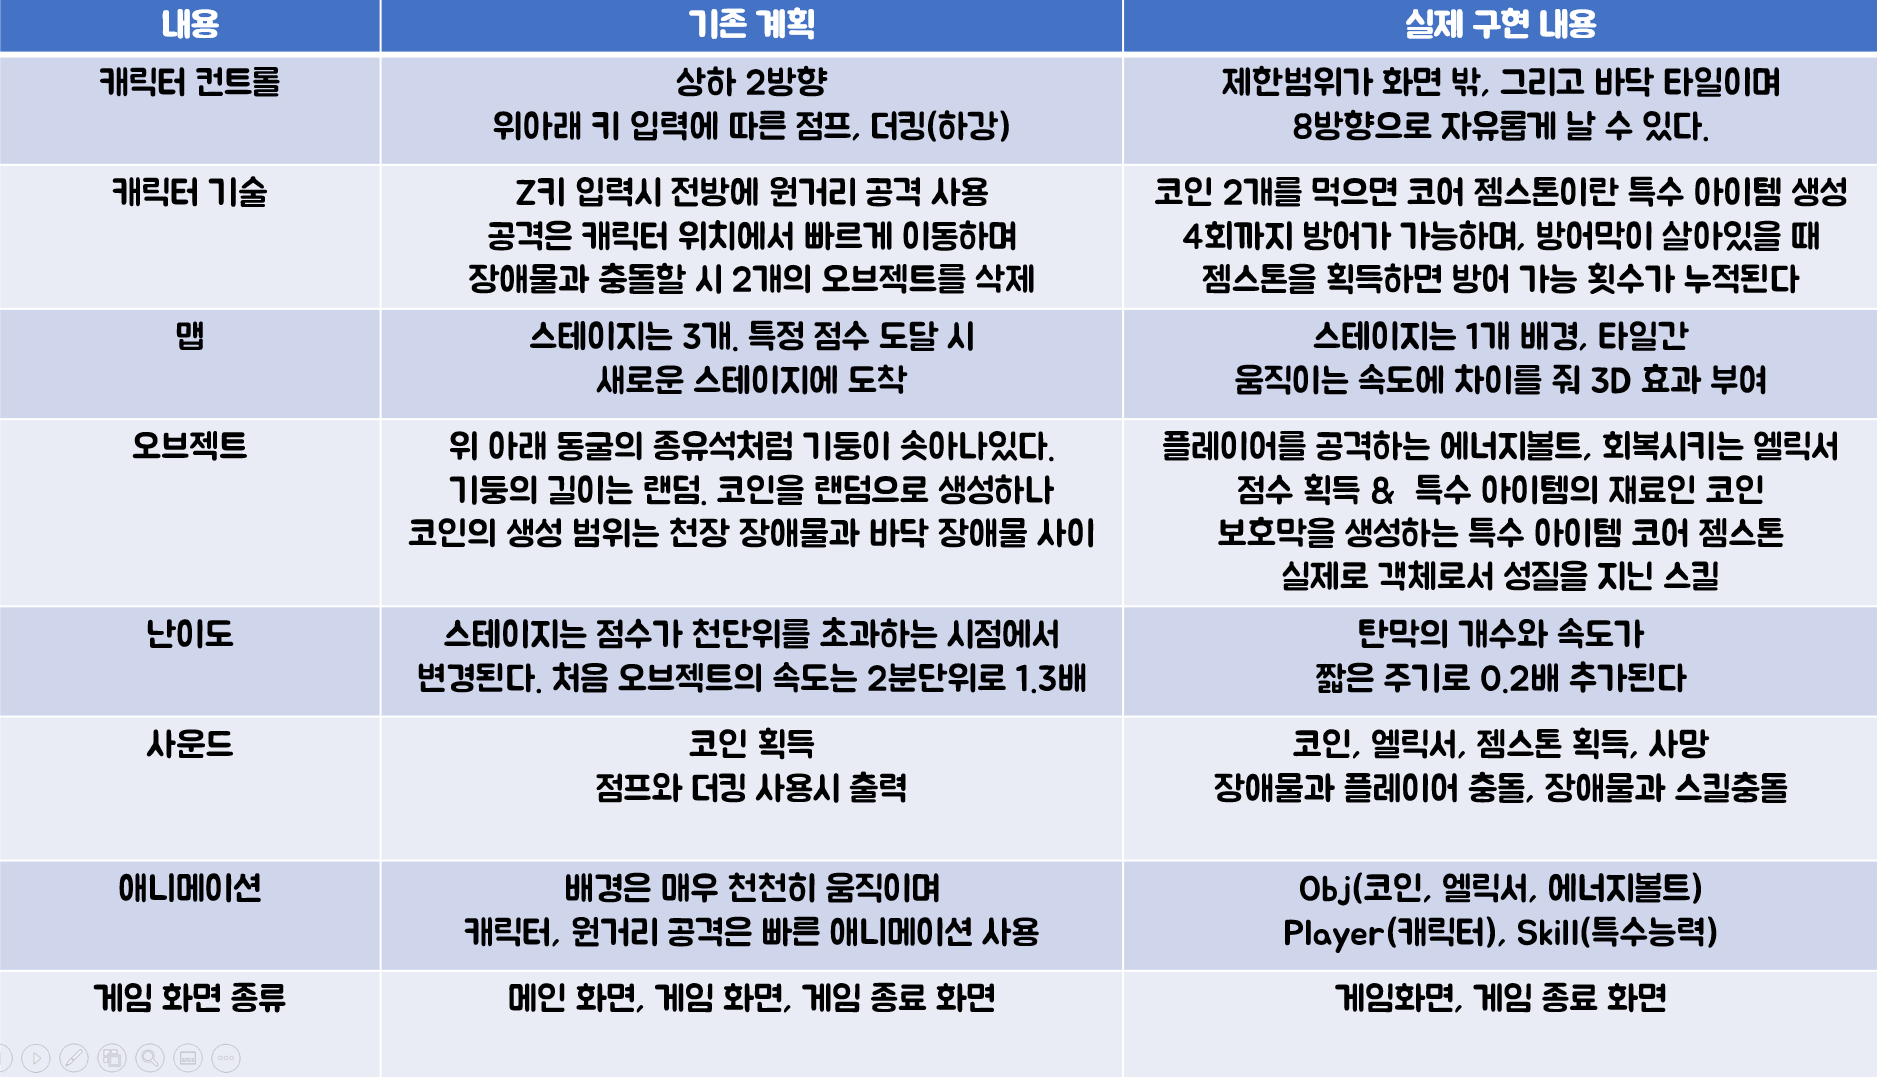 내용
기존 계획
실제 구현 내용
캐릭터 컨트롤
상하 2방향
위아래 키 입력에 따른 점프, 더킹(하강)
제한범위가 화면 밖, 그리고 바닥 타일이며
8방향으로 자유롭게 날 수 있다.
캐릭터 기술
Z키 입력시 전방에 원거리 공격 사용
공격은 캐릭터 위치에서 빠르게 이동하며
장애물과 충돌할 시 2개의 오브젝트를 삭제
코인 2개를 먹으면 코어 젬스톤이란 특수 아이템 생성
4회까지 방어가 가능하며, 방어막이 살아있을 때
젬스톤을 획득하면 방어 가능 횟수가 누적된다
맵
스테이지는 3개. 특정 점수 도달 시
새로운 스테이지에 도착
스테이지는 1개 배경, 타일간
움직이는 속도에 차이를 줘 3D 효과 부여
오브젝트
위 아래 동굴의 종유석처럼 기둥이 솟아나있다.
기둥의 길이는 랜덤. 코인을 랜덤으로 생성하나
코인의 생성 범위는 천장 장애물과 바닥 장애물 사이
플레이어를 공격하는 에너지볼트, 회복시키는 엘릭서
점수 획득 & 특수 아이템의 재료인 코인
보호막을 생성하는 특수 아이템 코어 젬스톤
실제로 객체로서 성질을 지닌 스킬
난이도
스테이지는 점수가 천단위를 초과하는 시점에서
변경된다. 처음 오브젝트의 속도는 2분단위로 1.3배
탄막의 개수와 속도가
짧은 주기로 0.2배 추가된다
사운드
코인 획득
점프와 더킹 사용시 출력
코인, 엘릭서, 젬스톤 획득, 사망
장애물과 플레이어 충돌, 장애물과 스킬충돌
애니메이션
배경은 매우 천천히 움직이며
캐릭터, 원거리 공격은 빠른 애니메이션 사용
Obj(코인, 엘릭서, 에너지볼트)
Player(캐릭터), Skill(특수능력)
게임 화면 종류
메인 화면, 게임 화면, 게임 종료 화면
게임화면, 게임 종료 화면